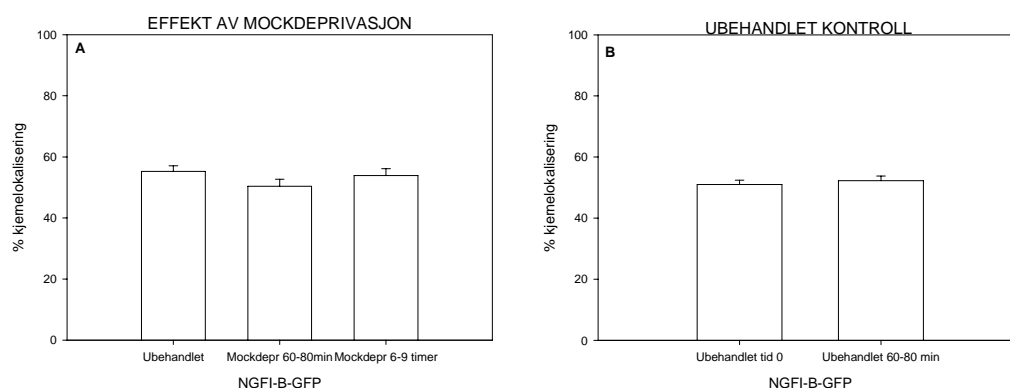 EFFEKT AV MOCKDEPRIVASJON
A
100
80
60
40
20
0
% kjernelokalisering
Ubehandlet
Mockdepr 60-80min
Mockdepr 6-9 timer
NGFI-B-GFP
UBEHANDLET KONTROLL
B
100
80
60
40
20
0
% kjernelokalisering
Ubehandlet tid 0
Ubehandlet 60-80 min
NGFI-B-GFP